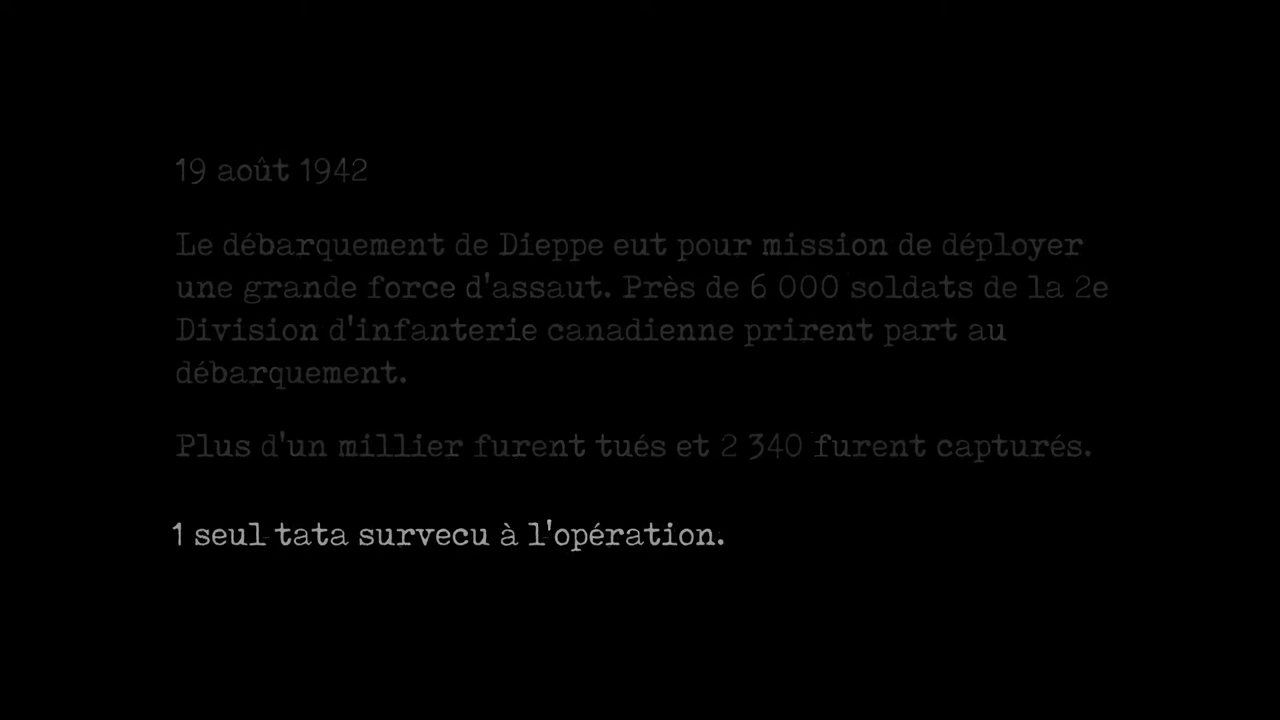 19 août 1942
Le débarquement de Dieppe eut pour mission de déployer
une grande force d'assaut. Près de 6 000 soldats de la 2e
Division d'infanterie canadienne prirent part au
débarquement.
Plus d'un millier furent tués et 2 340 furent capturés.
1 seul tata survecu à l'opération.